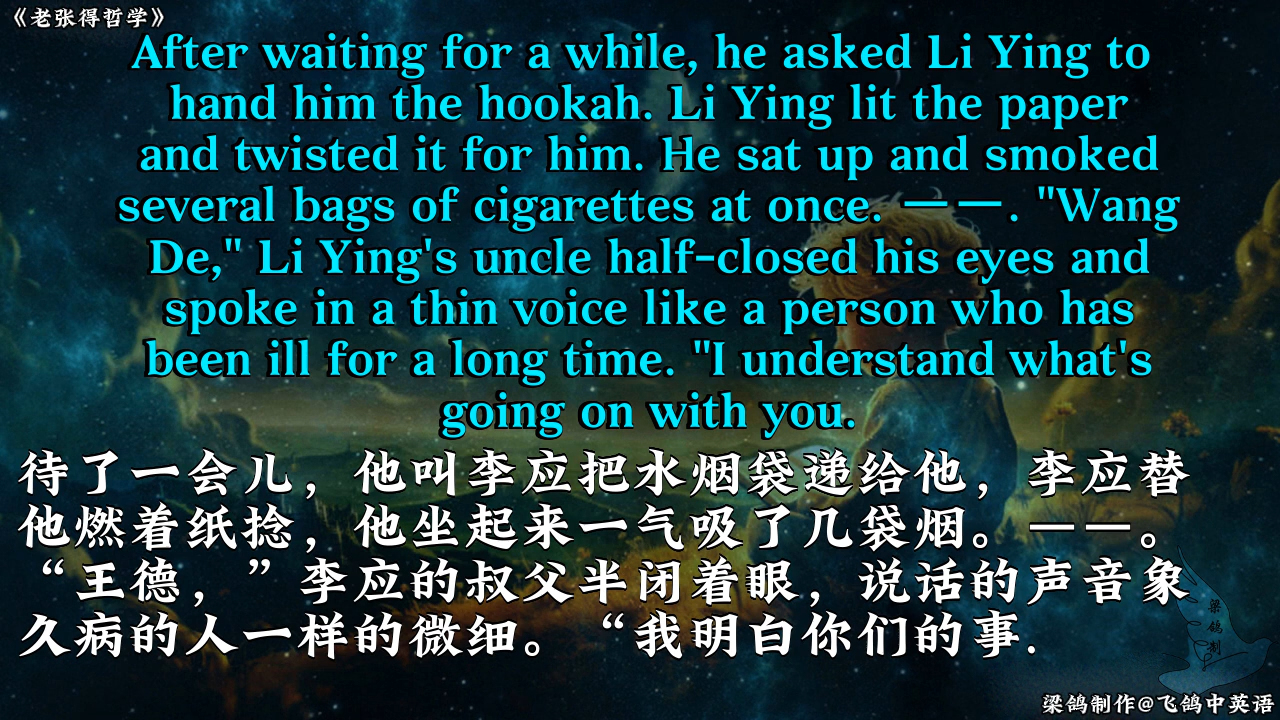 《老张得哲学》
After waiting for a while, he asked Li Ying to
hand him the hookah. Li Ying lit the paper
and twisted it for him. He sat up and smoked
several bags of cigarettes at once. ——. "Wang
De," Li Ying's uncle half-closed his eyes and
spoke in a thin voice like a person who has
been ill for a long time. "I understand what's
going on with you.
待了一会儿，他叫李应把水烟袋递给他，李应替
他燃着纸捻，他坐起来一气吸了几袋烟。——。
“王德，”李应的叔父半闭着眼，说话的声音象
久病的人一样的微细。“我明白你们的事.
梁鸽制
梁鸽制作@飞鸽中英语